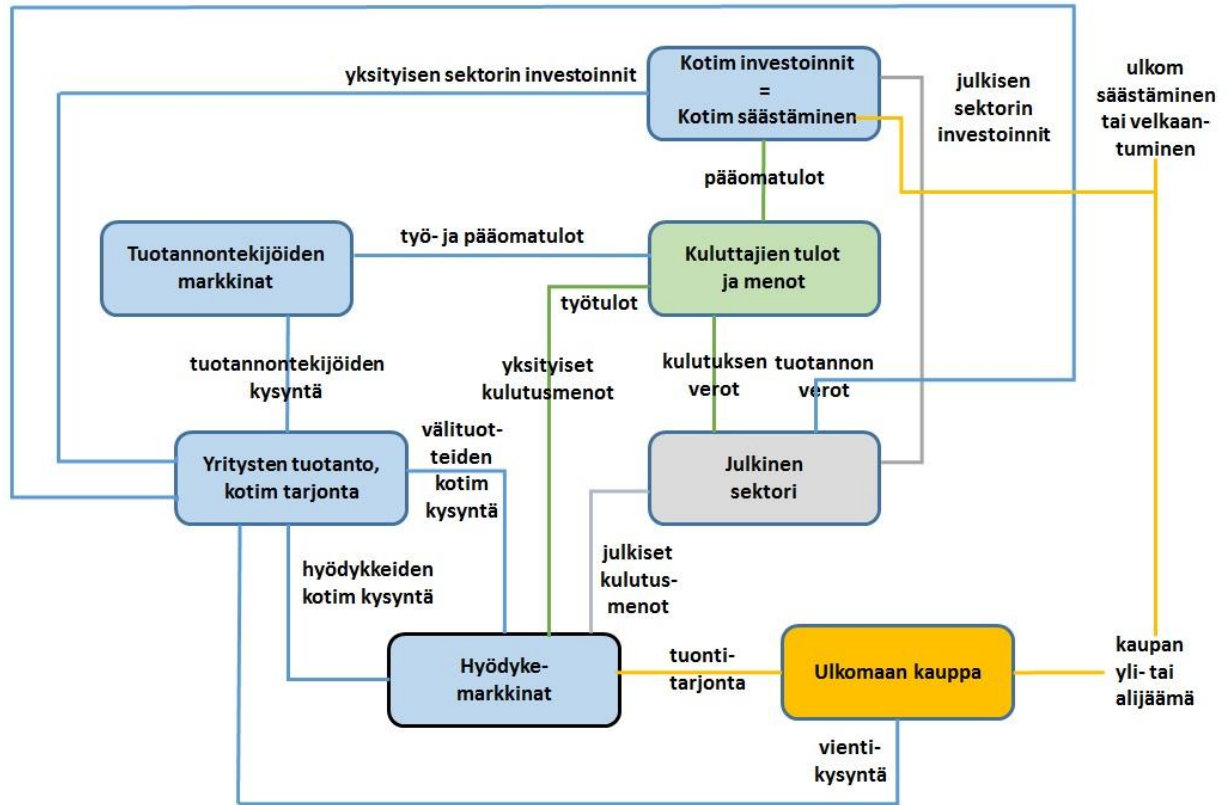 yksityisen sektorin investoinnit
Kotim investoinnit
=
Kotim säästäminen
julkisen
sektorin
investoinnit
ulkom
säästäminen
tai velkaan-
tuminen
pääomatulot
Tuotannontekijöiden
markkinat
työ- ja pääomatulot
Kuluttajien tulot
ja menot
työtulot
tuotannontekijöiden
kysyntä
yksityiset
kulutusmenot
kulutuksen
verot
tuotannon
verot
välituot-
teiden
kotim
kysyntä
Yritysten tuotanto,
kotim tarjonta
Julkinen
sektori
hyödykkeiden
kotim kysyntä
julkiset
kulutus-
menot
Hyödyke-
markkinat
tuonti-
tarjonta
Ulkomaan kauppa
kaupan
yli- tai
alijäämä
vienti-
kysyntä